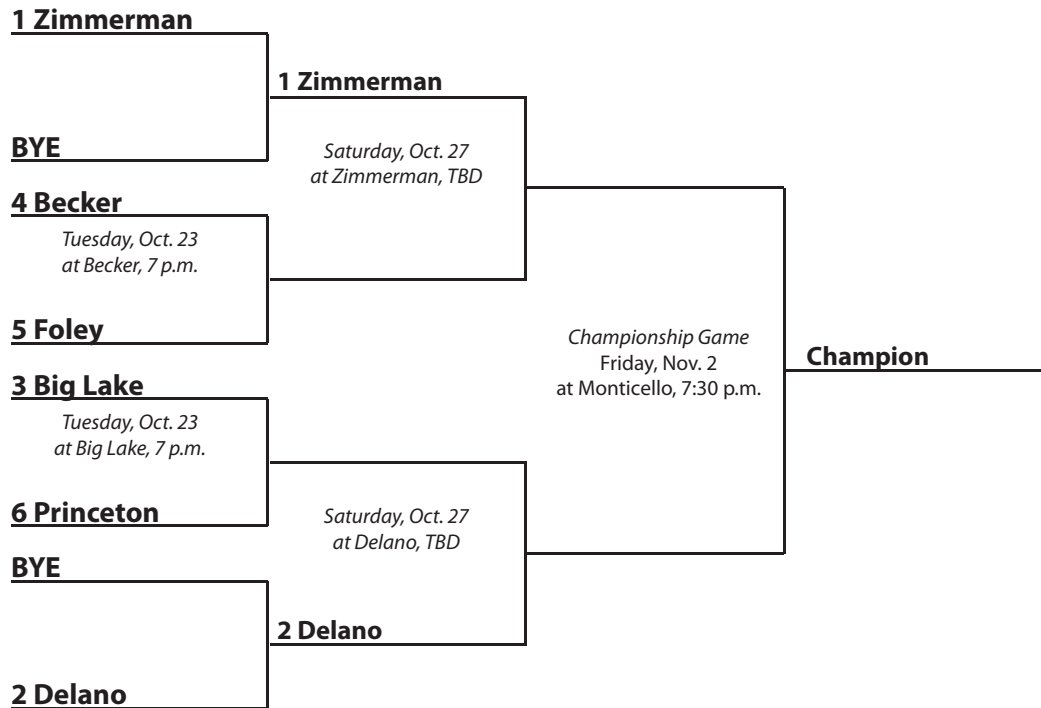 1 Zimmerman
1 Zimmerman
BYE
Saturday, Oct. 27
at Zimmerman, TBD
4 Becker
Tuesday, Oct. 23
at Becker, 7 p.m.
5 Foley
Championship Game
Friday, Nov. 2
at Monticello, 7:30 p.m.
Champion
3 Big Lake
Tuesday, Oct. 23
at Big Lake, 7 p.m.
6 Princeton
Saturday, Oct. 27
at Delano, TBD
BYE
2 Delano
2 Delano